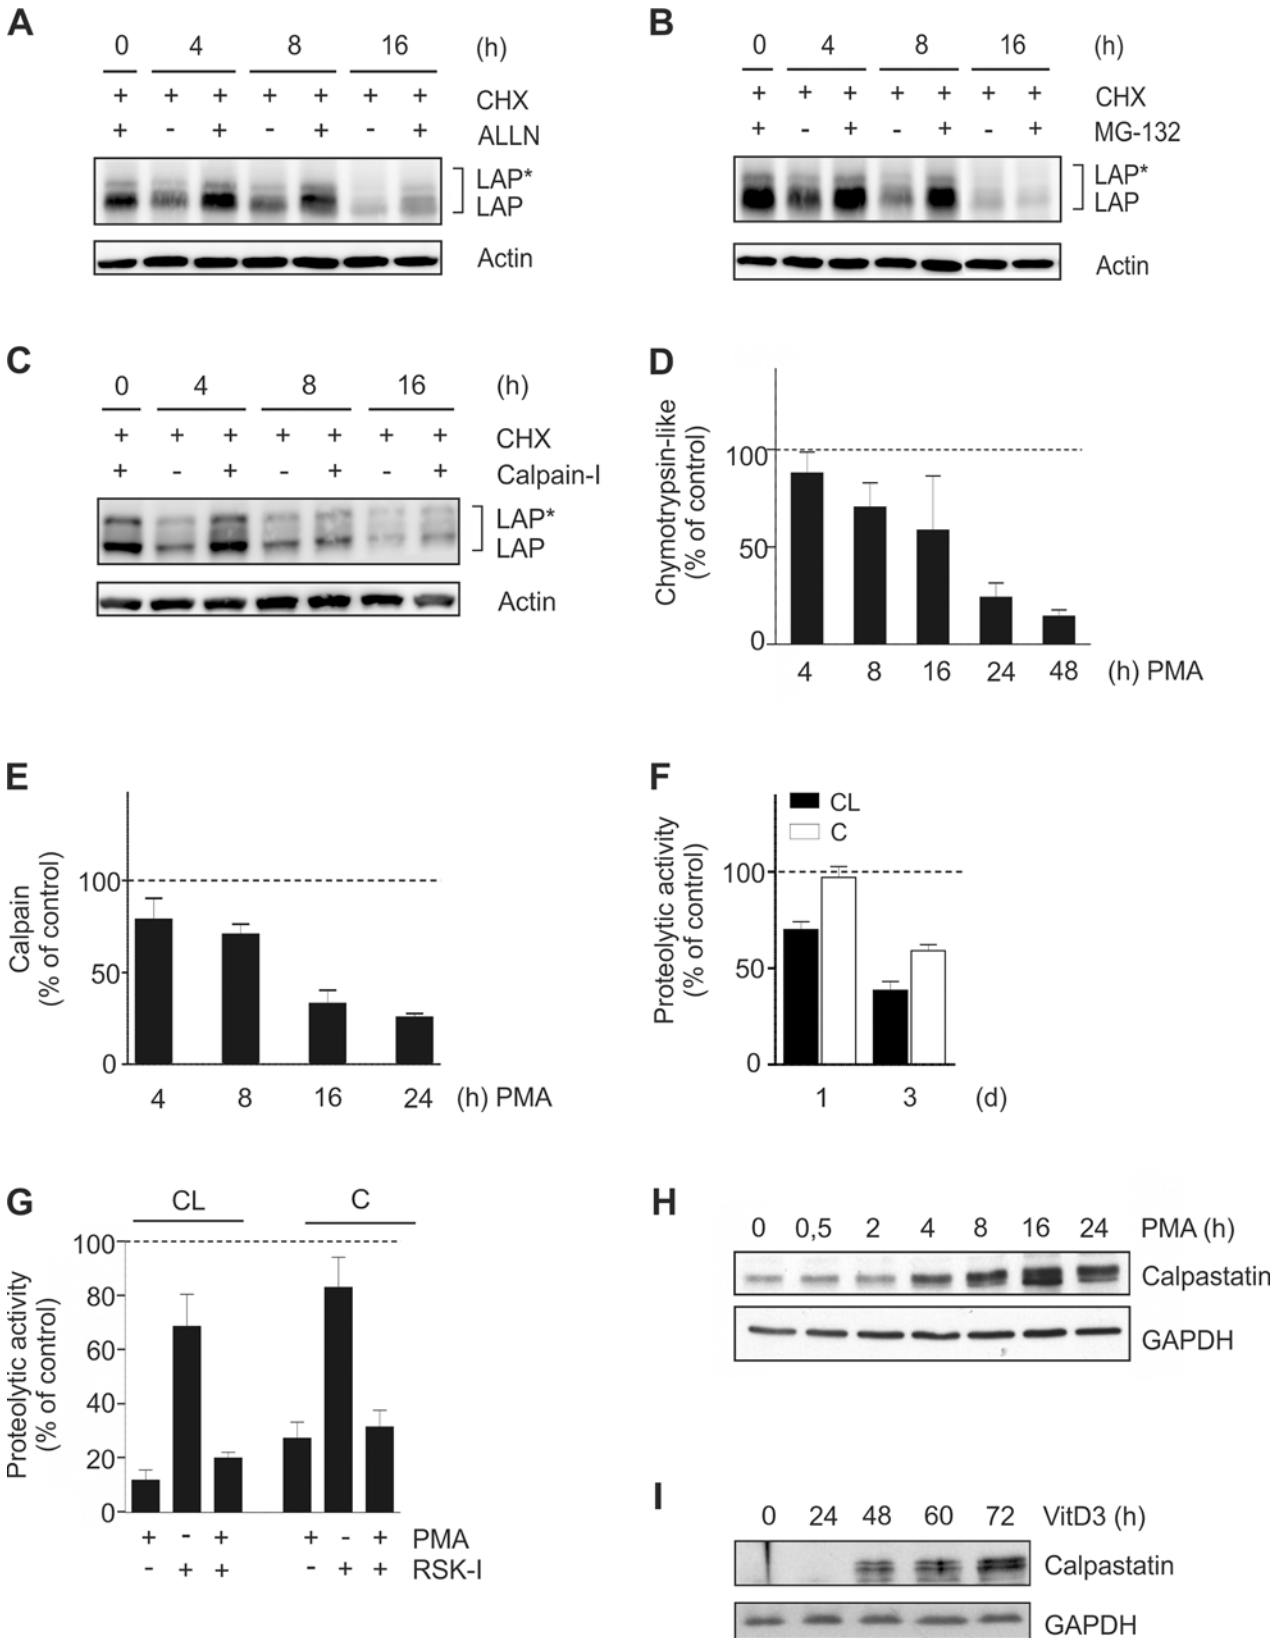 A
0 4 8 16 (h)
+ + + + + + + CHX
+ - + - + - + ALLN
LAP*
LAP
Actin
B
0 4 8 16 (h)
+ + + + + + + CHX
+ - + - + - + MG-132
LAP*
LAP
Actin
C
0 4 8 16 (h)
+ + + + + + + CHX
+ - + - + - + Calpain-I
LAP*
LAP
Actin
D
Chymotrypsin-like
(% of control)
100
50
0
4 8 16 24 48 (h) PMA
E
Calpain
(% of control)
100
50
0
4 8 16 24 (h) PMA
F
Proteolytic activity
(% of control)
CL
C
100
50
0
1 3 (d)
G
CL C
Proteolytic activity
(% of control)
100
80
60
40
20
0
+ - + + - + PMA
- + + - + + RSK-I
H
0 0,5 2 4 8 16 24 PMA (h)
Calpastatin
GAPDH
I
0 24 48 60 72 VitD3 (h)
Calpastatin
GAPDH